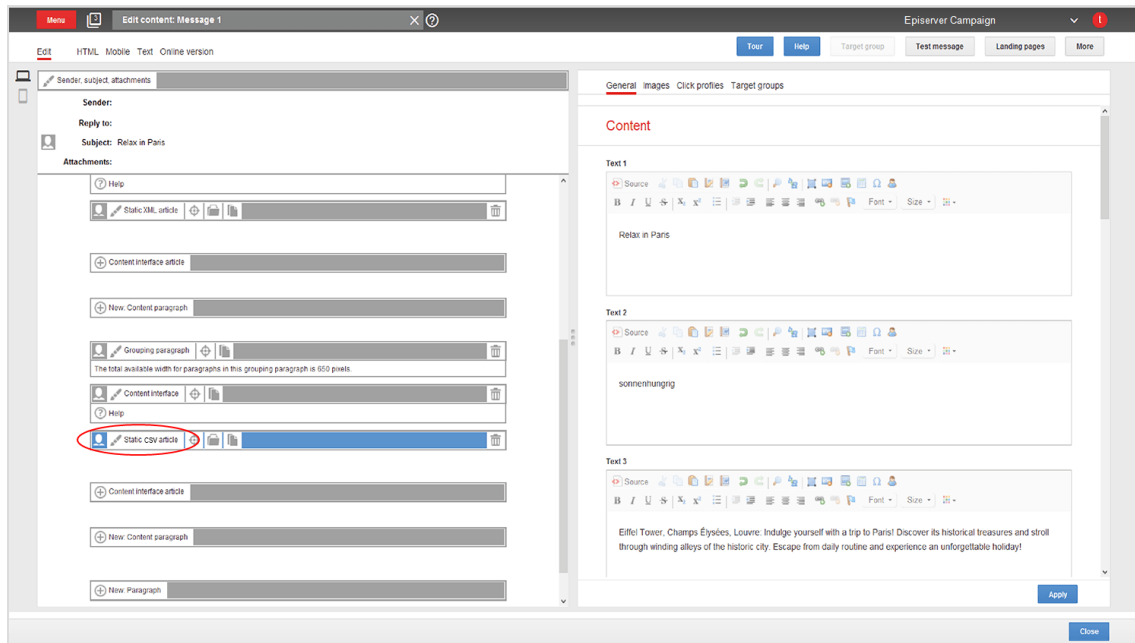 Menu
3
Edit content: Message 1
Episerver Campaign
Edit
HTML
Mobile
Text
Online version
Tour
Help
Target group
Test message
Landing pages
More
Sender, subject, attachments
Sender:
Reply to:
Subject: Relax in Paris
Attachments:
Help
Static XML article
Content interface article
New: Content paragraph
Grouping paragraph
The total available width for paragraphs in this grouping paragraph is 650 pixels.
Content interface
Help
Static CSV article
Content interface article
New: Content paragraph
New: Paragraph
General
Images
Click profiles
Target groups
Content
Text 1
Source
B I U S X₂ X² Font Size
Relax in Paris
Text 2
Source
B I U S X₂ X² Font Size
sonnenhungrig
Text 3
Source
B I U S X₂ X² Font Size
Eiffel Tower, Champs Élysées, Louvre: Indulge yourself with a trip to Paris! Discover its historical treasures and stroll
through winding alleys of the historic city. Escape from daily routine and experience an unforgettable holiday!
Apply
Close